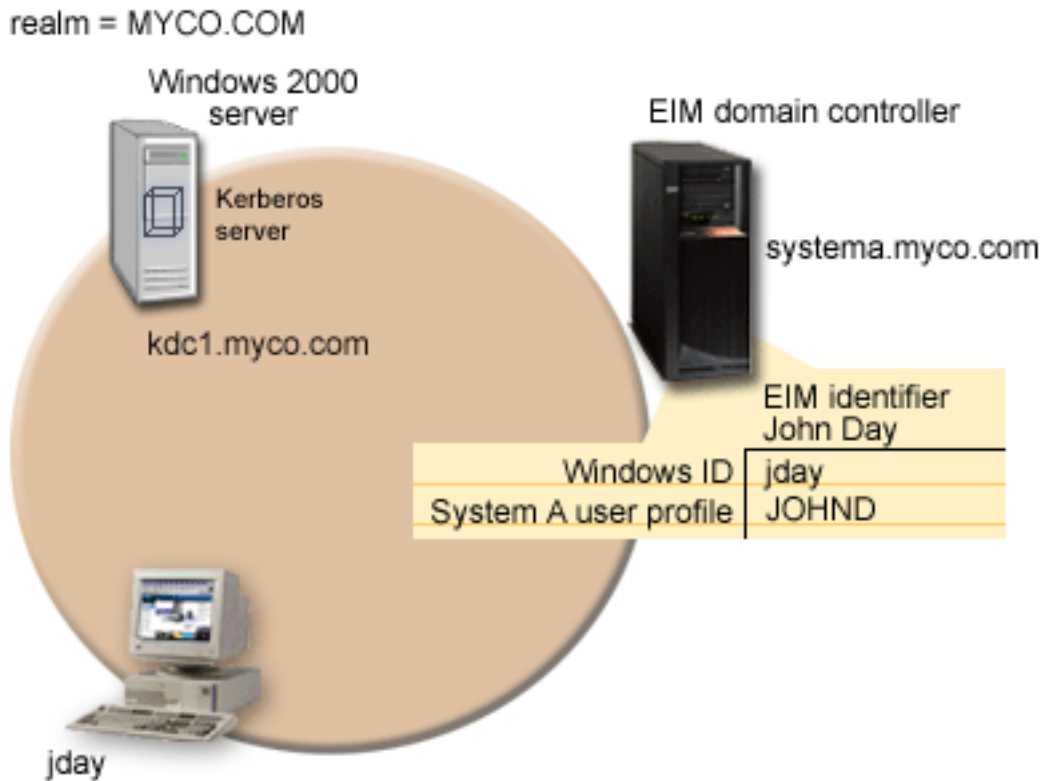 realm = MYCO.COM
Windows 2000
server
Kerberos
server
kdc1.myco.com
EIM domain controller
systema.myco.com
EIM identifier
John Day
Windows ID jday
System A user profile JOHND
jday